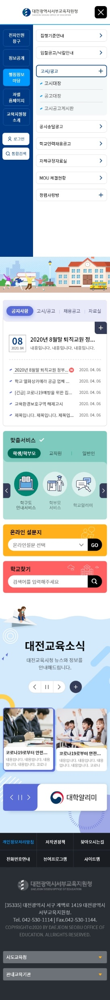 대전광역시서부교육지원청
DAEJEON SEOBU OFFICE OF EDUCATION
전자민원
창구
정보공개
행정정보
마당
과별
홈페이지
교육지원청
소개
로그인
통합검색
집행기준안내
입찰공고/낙찰안내
고시/공고
고시대장
공고대장
고시공고게시판
공시송달공고
학교인력채용공고
자체규정자료실
MOU 체결현황
청렴사랑방
공지사항 고시/공고 채용공고 자료실
08
2020. 04
2020년 8월말 퇴직교원 정...
내용입니다. 내용입니다. 내용입니다.
2020년 8월말 퇴직교원 정부... N 2020. 04. 06
학교 열화상카메라 공급 업체 ... 2020. 04. 06
[긴급] 코로나19예방을 위한 집... 2020. 04. 06
교육환경보호구역 해제고시 2020. 04. 06
제목입니다. 제목입니다. 제목입... 2020. 04. 06
맞춤서비스
학생/학부모 교직원 일반인
학구도
안내서비스
학부모
서비스
학교알리미
온라인 설문지
온라인설문 선택 GO
학교찾기
검색어를 입력해주세요
대전교육소식
대전교육시청 뉴스와 정보를
안내해드립니다.
코로나19로부터 안전...
내용입니다. 내용입니다. 내용
입니다. 내용입니다. 코로나
코로나19로부터 안전...
내용입니다. 내용입니다. 내용
입니다. 내용입니다. 코로나
대학알리미
개인정보처리방침 저작권정책 찾아오시는길
전화번호안내 뷰어프로그램 사이트맵
대전광역시서부교육지원청
DAEJEON SEOBU OFFICE OF EDUCATION
[35335] 대전광역시 서구 계백로 1419 대전광역시
서부교육지원청.
Tel. 042-530-1114 | Fax.042-530-1144.
COPYRIGHT©2020 BY DAEJEON SEOBU OFFICE OF
EDUCATION. ALLRIGHTS RESERVED.
시도교육청
관내교육기관